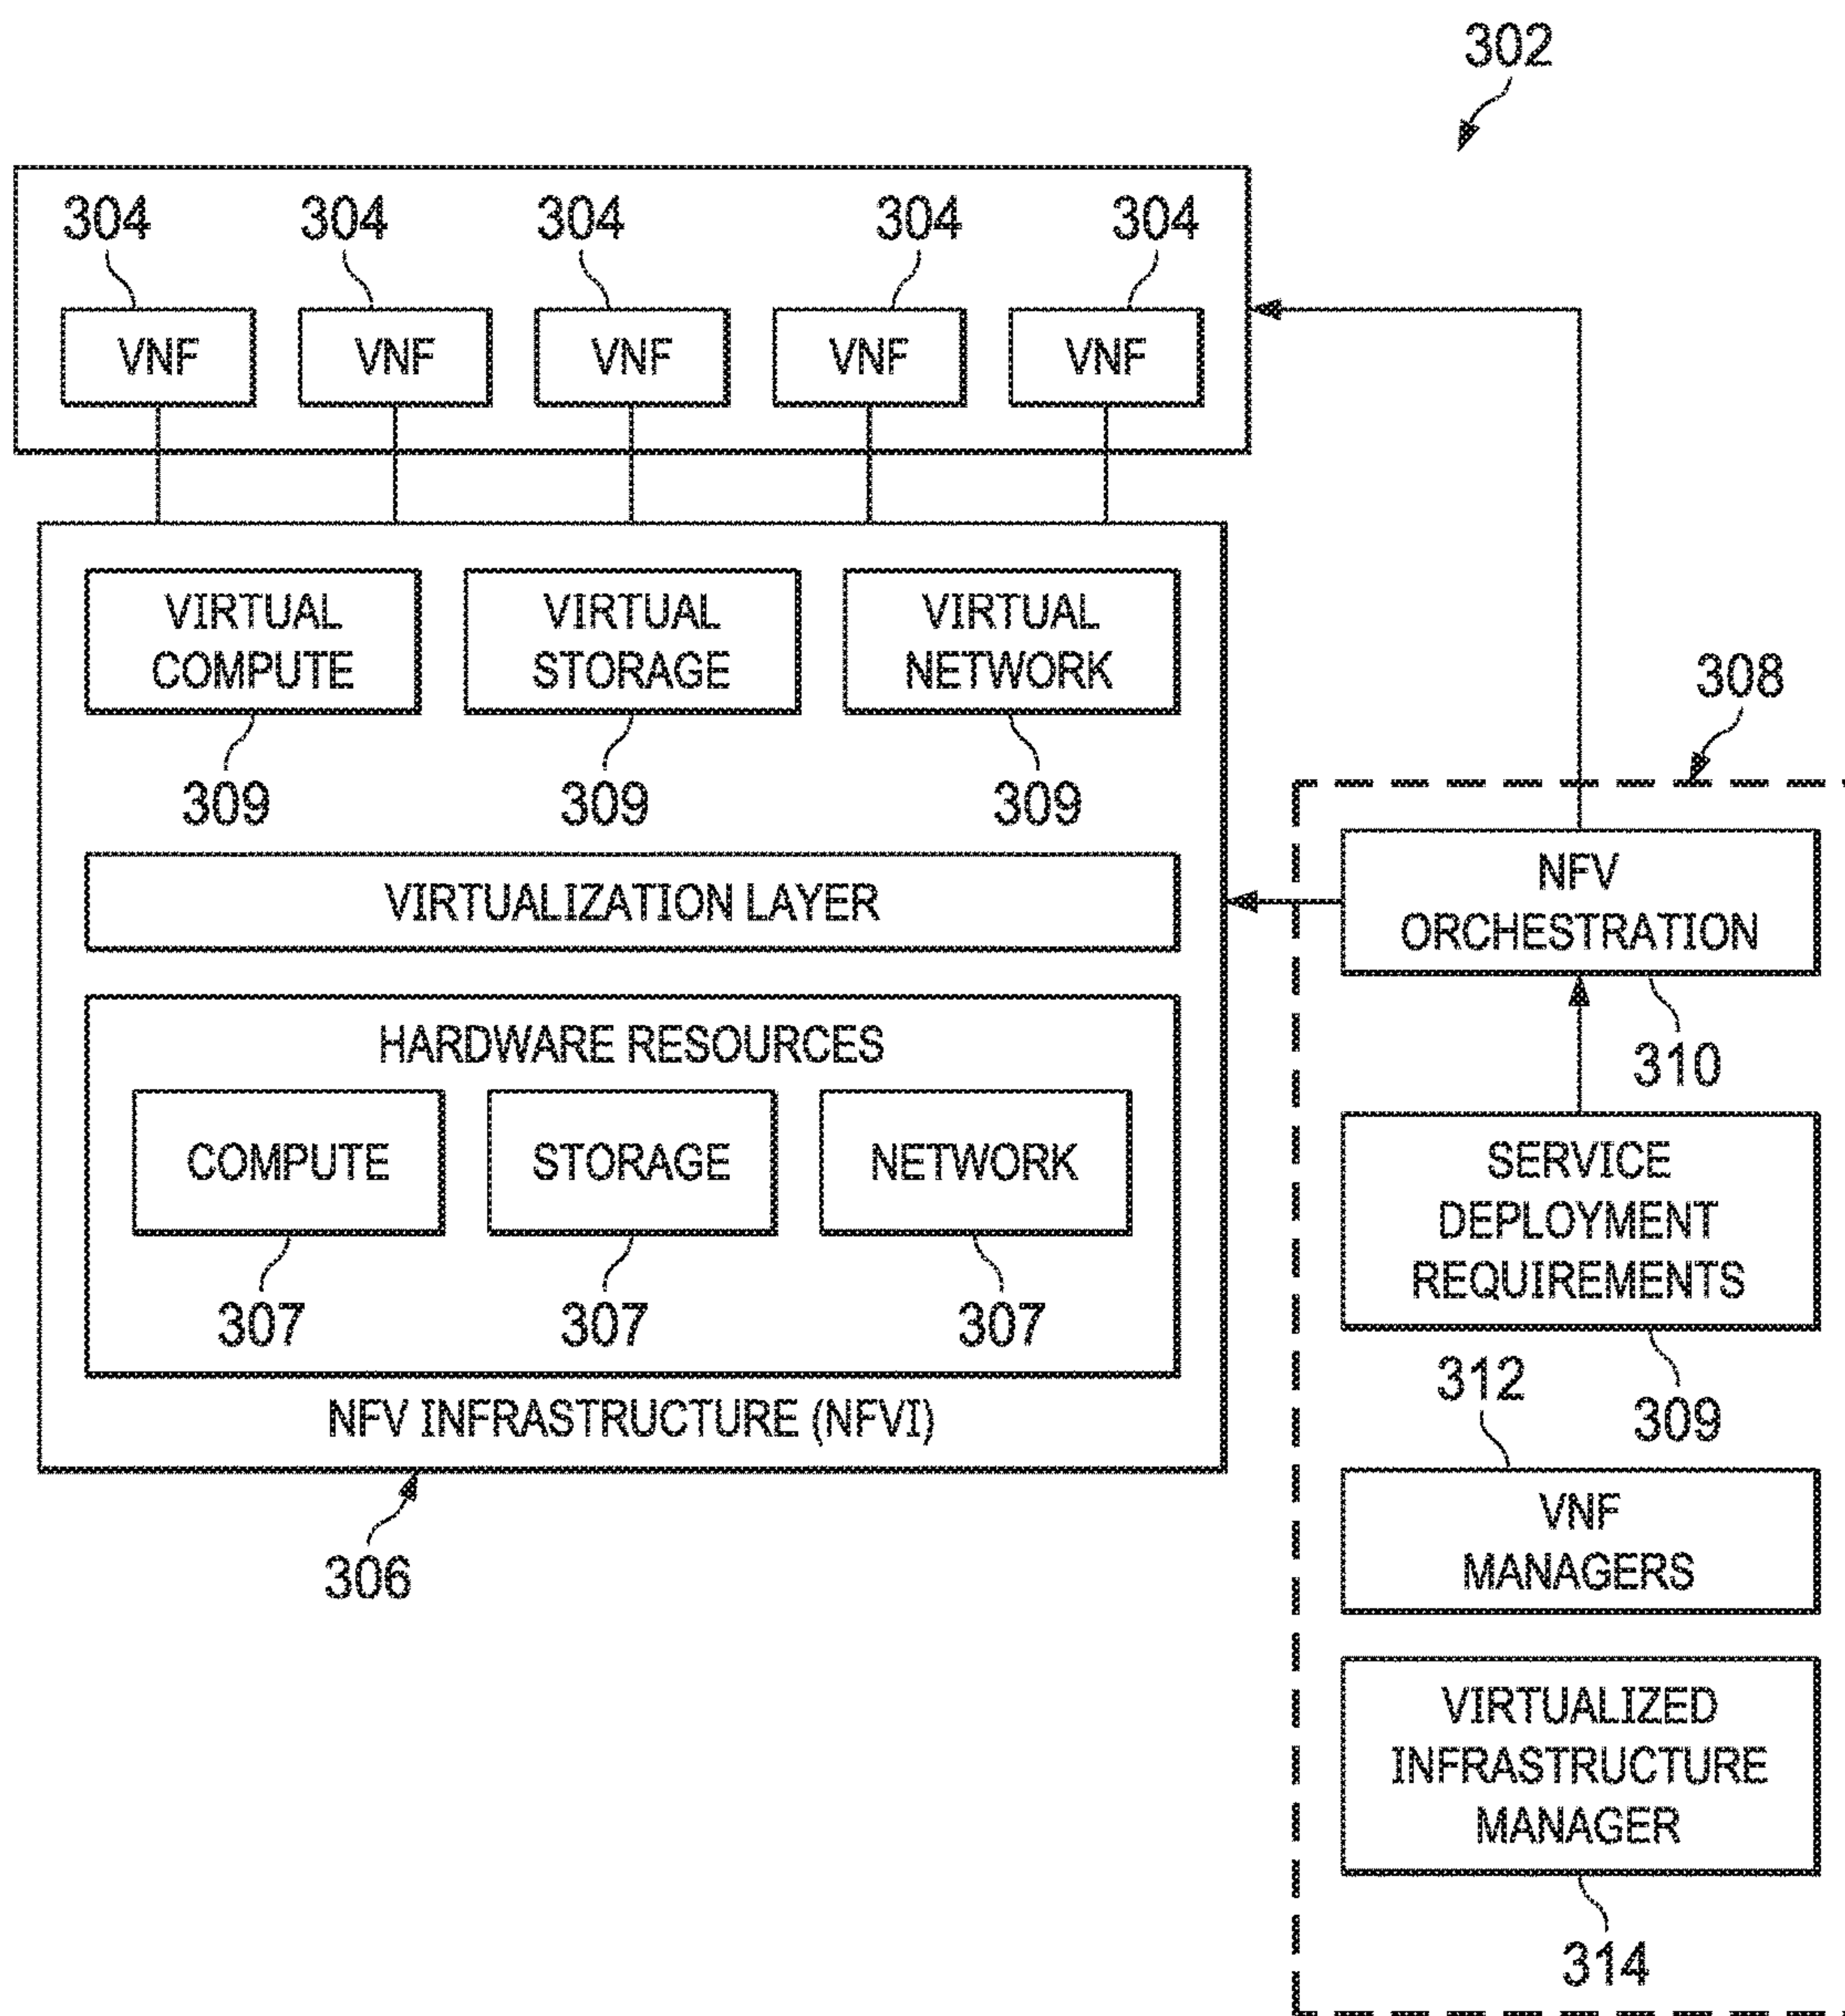 302
304 304 304 304 304
VNF VNF VNF VNF VNF
VIRTUAL
COMPUTE
VIRTUAL
STORAGE
VIRTUAL
NETWORK
309 309 309
VIRTUALIZATION LAYER
HARDWARE RESOURCES
COMPUTE STORAGE NETWORK
307 307 307
NFV INFRASTRUCTURE (NFVI)
306
308
NFV
ORCHESTRATION
310
SERVICE
DEPLOYMENT
REQUIREMENTS
309
312
VNF
MANAGERS
VIRTUALIZED
INFRASTRUCTURE
MANAGER
314